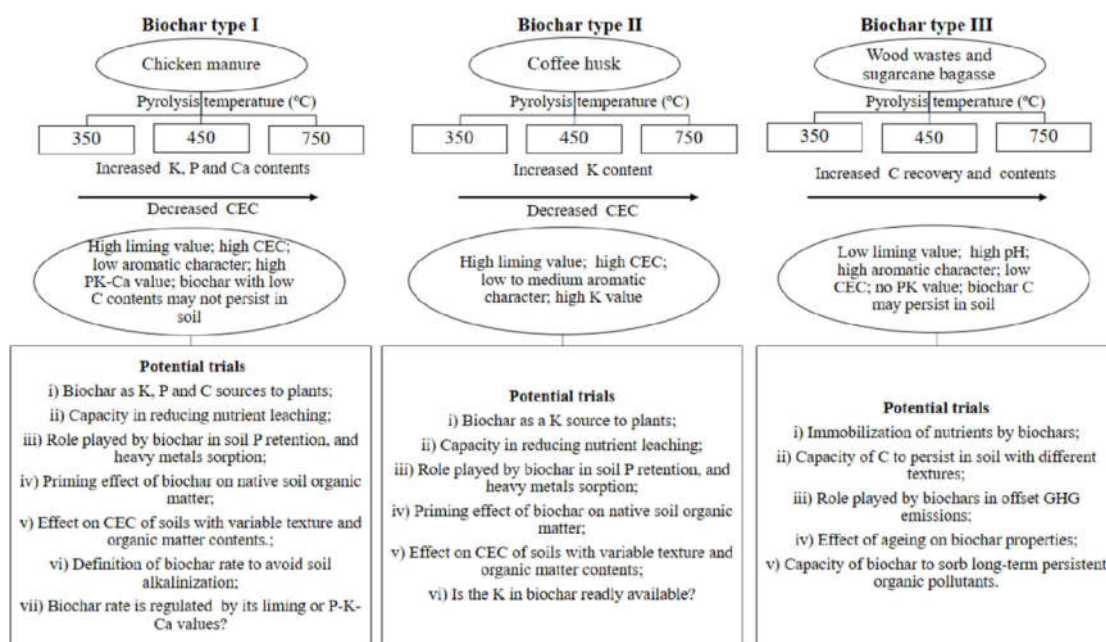 Biochar type I
Chicken manure
Pyrolysis temperature (ºC)
350
450
750
Increased K, P and Ca contents
Decreased CEC
High liming value; high CEC;
low aromatic character; high
PK-Ca value; biochar with low
C contents may not persist in
soil
Potential trials
i) Biochar as K, P and C sources to plants;
ii) Capacity in reducing nutrient leaching;
iii) Role played by biochar in soil P retention, and
heavy metals sorption;
iv) Priming effect of biochar on native soil organic
matter;
v) Effect on CEC of soils with variable texture and
organic matter contents.;
vi) Definition of biochar rate to avoid soil
alkalinization;
vii) Biochar rate is regulated by its liming or P-K-
Ca values?
Biochar type II
Coffee husk
Pyrolysis temperature (ºC)
350
450
750
Increased K content
Decreased CEC
High liming value; high CEC;
low to medium aromatic
character; high K value
Potential trials
i) Biochar as a K source to plants;
ii) Capacity in reducing nutrient leaching;
iii) Role played by biochar in soil P retention, and
heavy metals sorption;
iv) Priming effect of biochar on native soil organic
matter;
v) Effect on CEC of soils with variable texture and
organic matter contents;
vi) Is the K in biochar readly available?
Biochar type III
Wood wastes and
sugarcane bagasse
Pyrolysis temperature (ºC)
350
450
750
Increased C recovery and contents
Low liming value; high pH;
high aromatic character; low
CEC; no PK value; biochar C
may persist in soil
Potential trials
i) Immobilization of nutrients by biochars;
ii) Capacity of C to persist in soil with different
textures;
iii) Role played by biochars in offset GHG
emissions;
iv) Effect of ageing on biochar properties;
v) Capacity of biochar to sorb long-term persistent
organic pollutants.